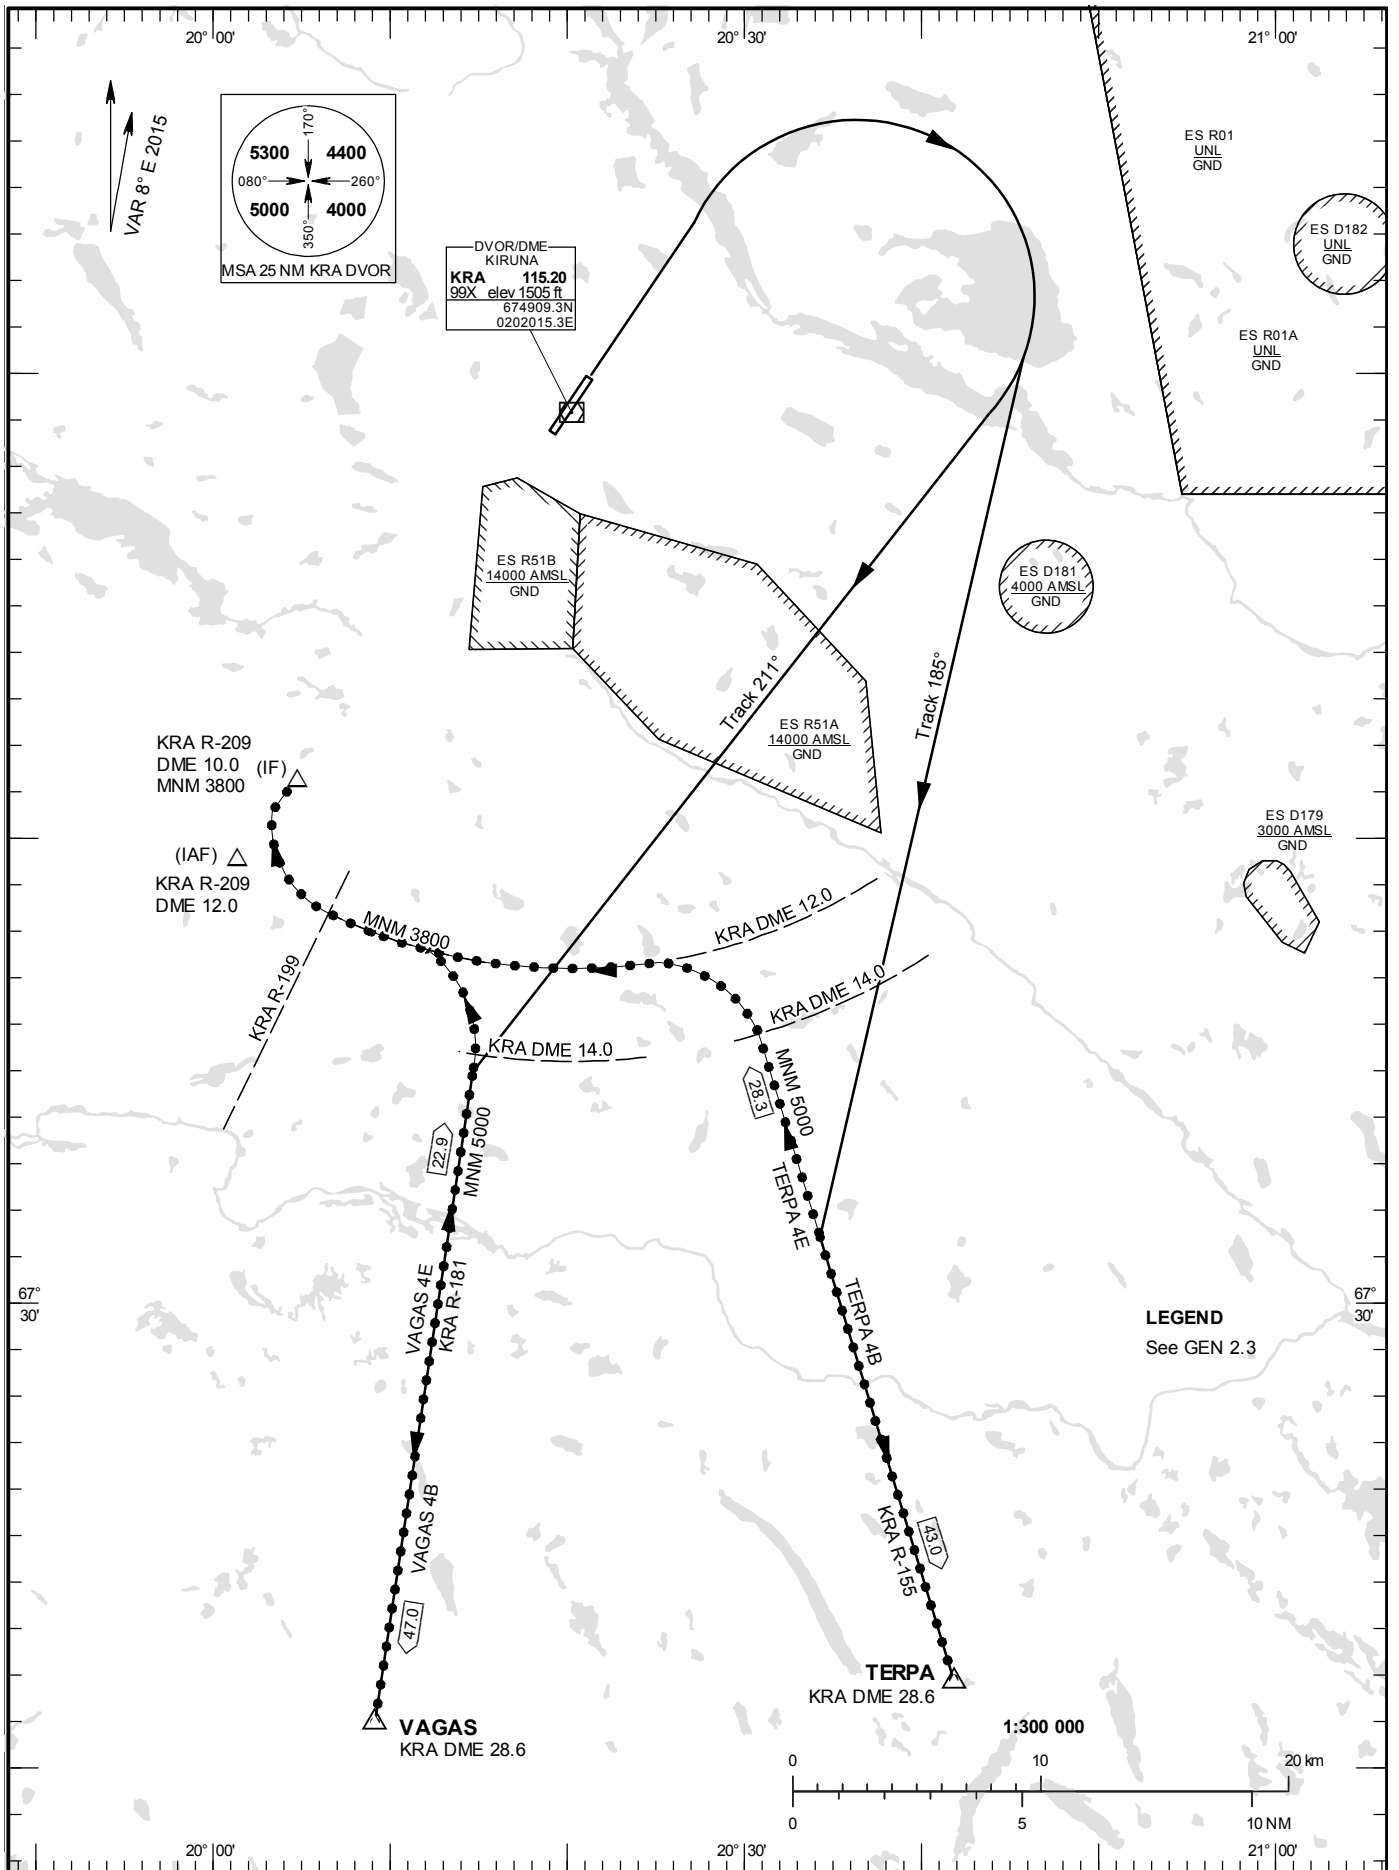 20° 00'
20° 30'
21° 00'
VAR 8° E 2015
170°
5300
4400
080°
260°
5000
4000
350°
MSA 25 NM KRA DVOR
DVOR/DME
KIRUNA
KRA 115.20
99X elev 1505 ft
674909.3N
0202015.3E
ES R01
UNL
GND
ES D182
UNL
GND
ES R01A
UNL
GND
ES R51B
14000 AMSL
GND
ES D181
4000 AMSL
GND
Track 211°
Track 185°
ES R51A
14000 AMSL
GND
KRA R-209
DME 10.0
MNM 3800
(IF)
(IAF)
KRA R-209
DME 12.0
ES D179
3000 AMSL
GND
MNM 3800
KRA DME 12.0
KRA R-199
KRA DME 14.0
KRA DME 14.0
MNM 5000
28.3
22.9
MNM 5000
TERPA 4E
VAGAS 4E
KRA R-181
TERPA 4B
67°
30'
67°
30'
LEGEND
See GEN 2.3
VAGAS 4B
KRA R-155
43.0
47.0
TERPA
KRA DME 28.6
VAGAS
KRA DME 28.6
1:300 000
0
10
20 km
0
5
10 NM
20° 00'
20° 30'
21° 00'